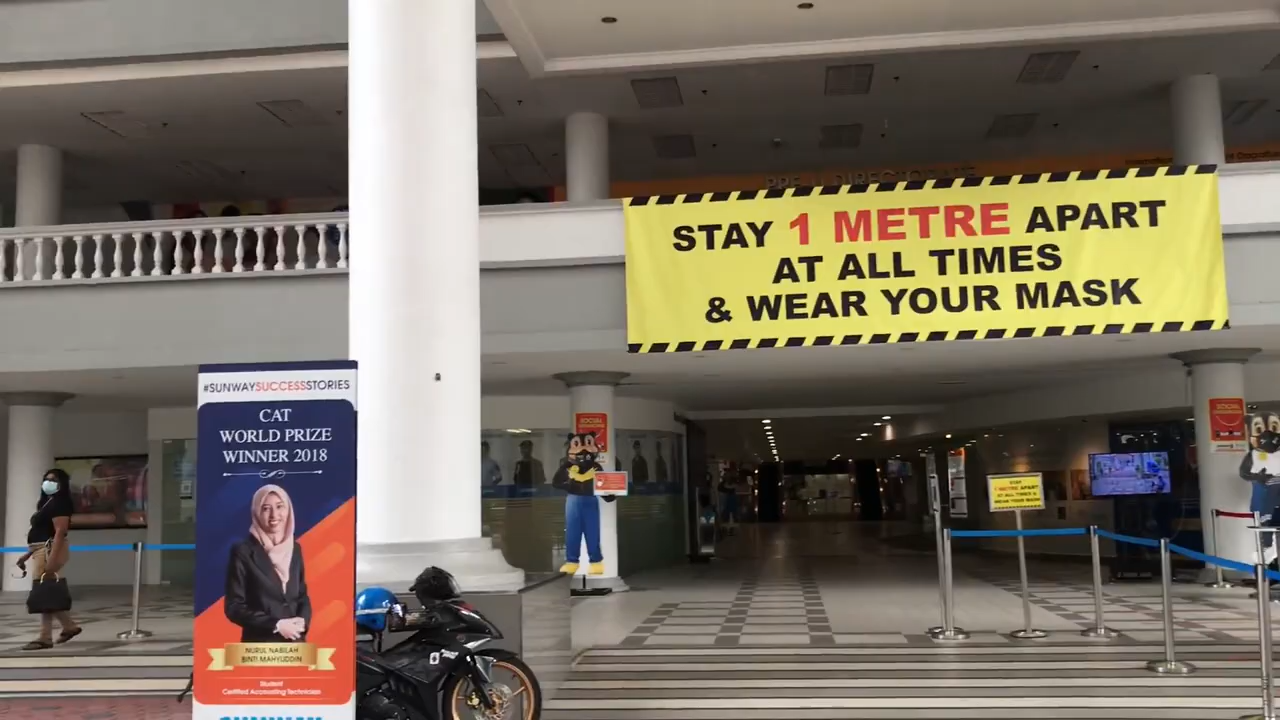 STAY 1 METRE APART
AT ALL TIMES
& WEAR YOUR MASK
#SUNWAYSUCCESSSTORIES
CAT
WORLD PRIZE
WINNER 2018
NURUL NABILAH
BINTI MAHYUDDIN
Student
Certified Accounting Technician
SOCIAL
STAY
1 METRE APART
AT ALL TIMES
& WEAR YOUR MASK
SOCIAL